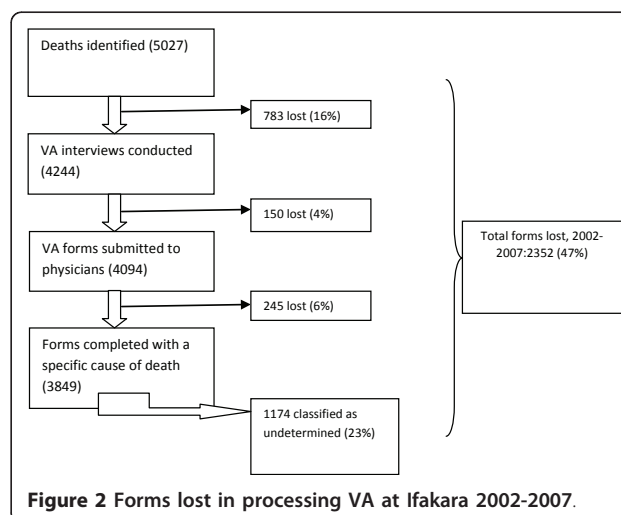 Deaths identified (5027)
783 lost (16%)
VA interviews conducted
(4244)
150 lost (4%)
VA forms submitted to
physicians (4094)
Total forms lost, 2002-
2007:2352 (47%)
245 lost (6%)
Forms completed with a
specific cause of death
(3849)
1174 classified as
undetermined (23%)
Figure 2 Forms lost in processing VA at Ifakara 2002-2007.